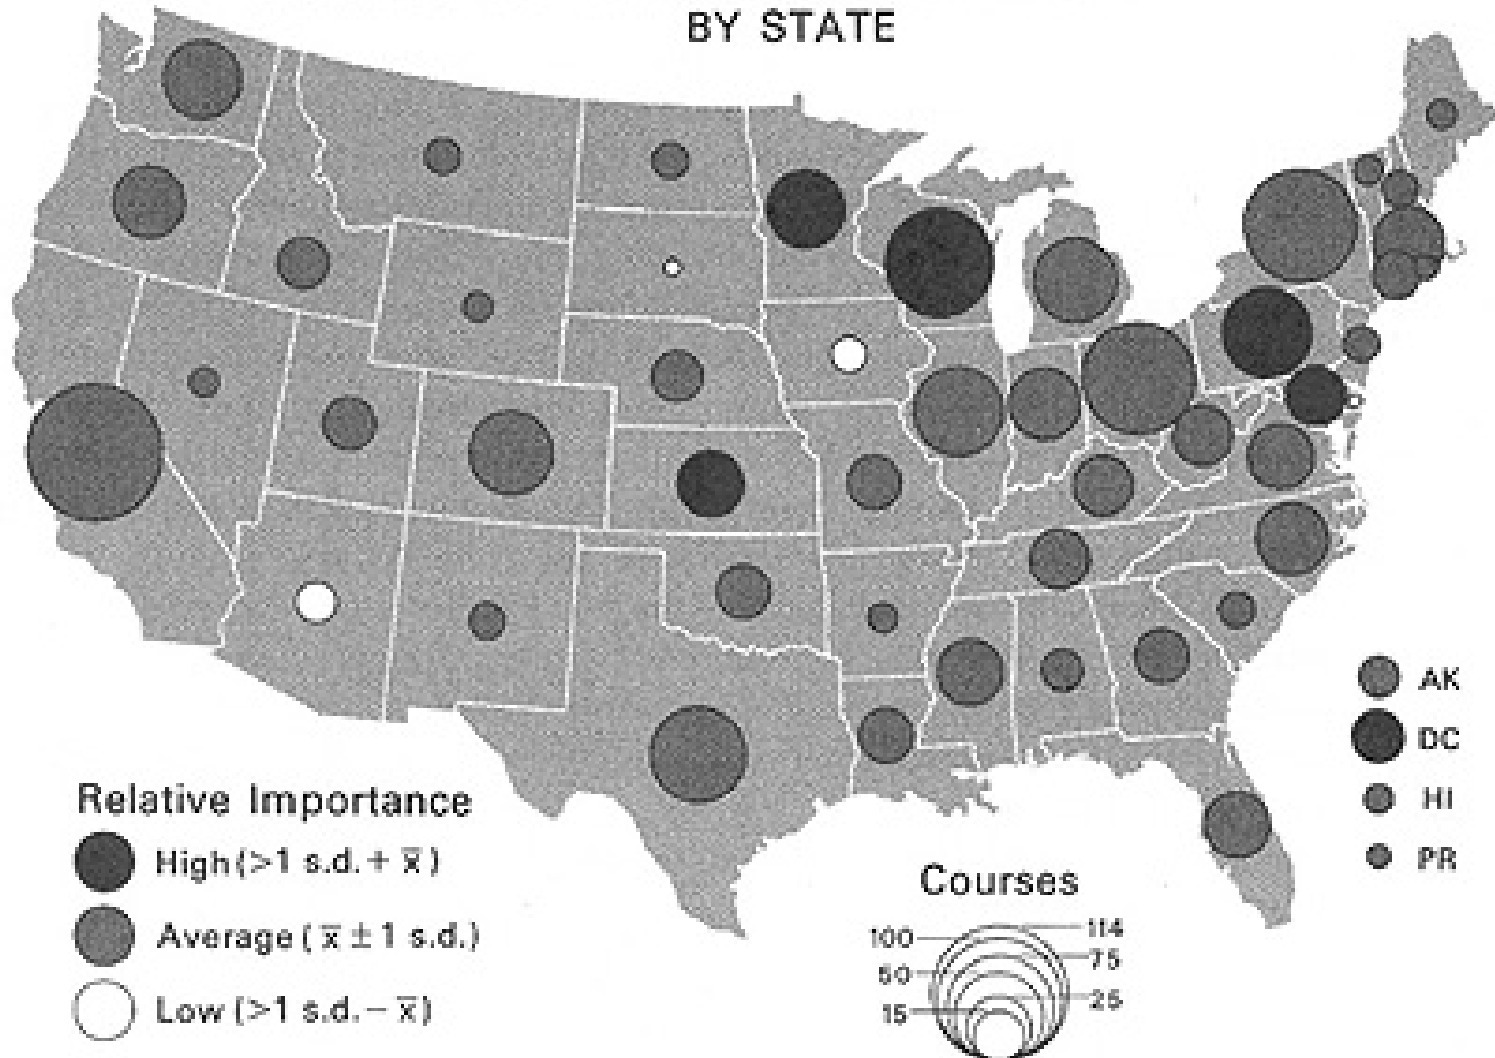 BY STATE
AK
DC
HI
PR
Relative Importance
High (>1 s.d. + x̄)
Average ( x̄ ± 1 s.d.)
Low (>1 s.d. − x̄)
Courses
100
114
50
75
15
25